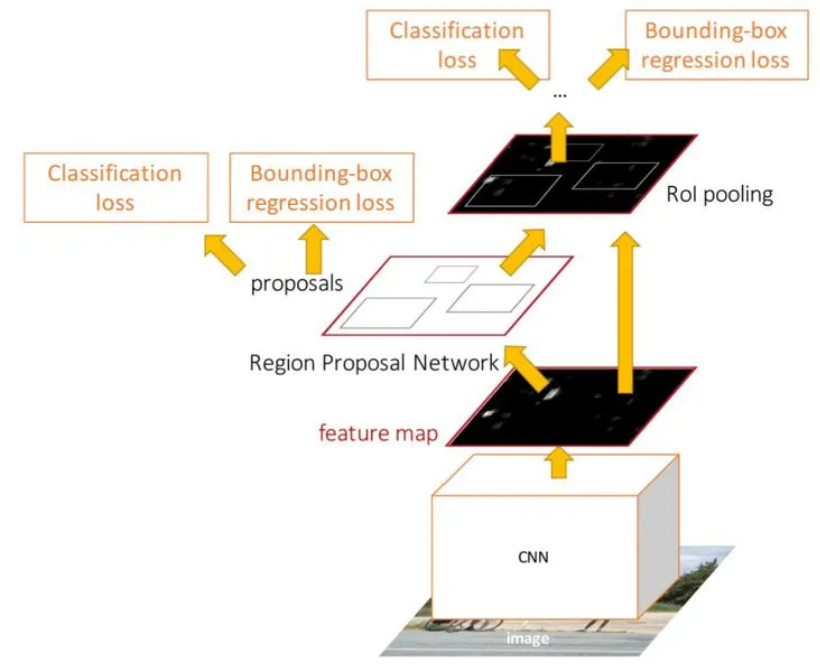 Classification
loss
Bounding-box
regression loss
...
Classification
loss
Bounding-box
regression loss
RoI pooling
proposals
Region Proposal Network
feature map
CNN
image